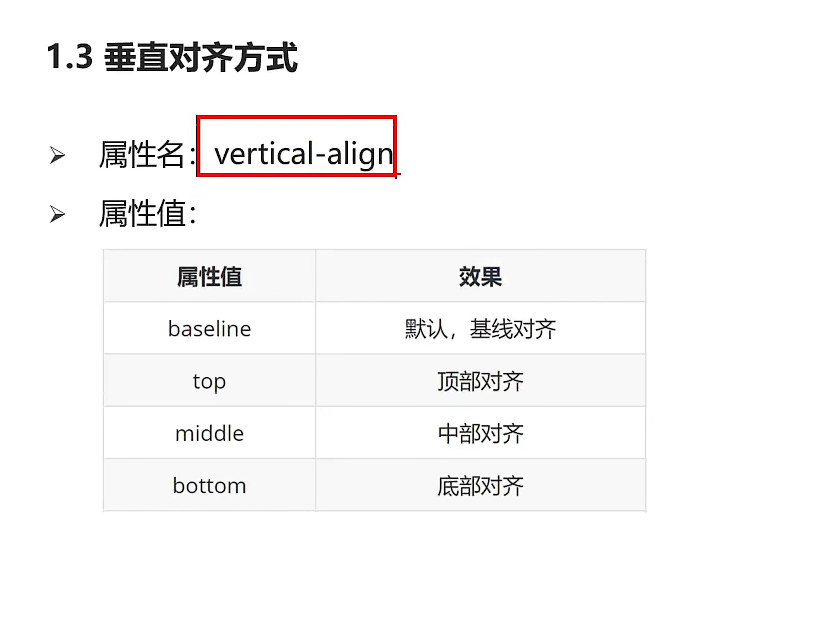 1.3 垂直对齐方式
属性名：vertical-align
属性值：
属性值 效果
baseline 默认，基线对齐
top 顶部对齐
middle 中部对齐
bottom 底部对齐